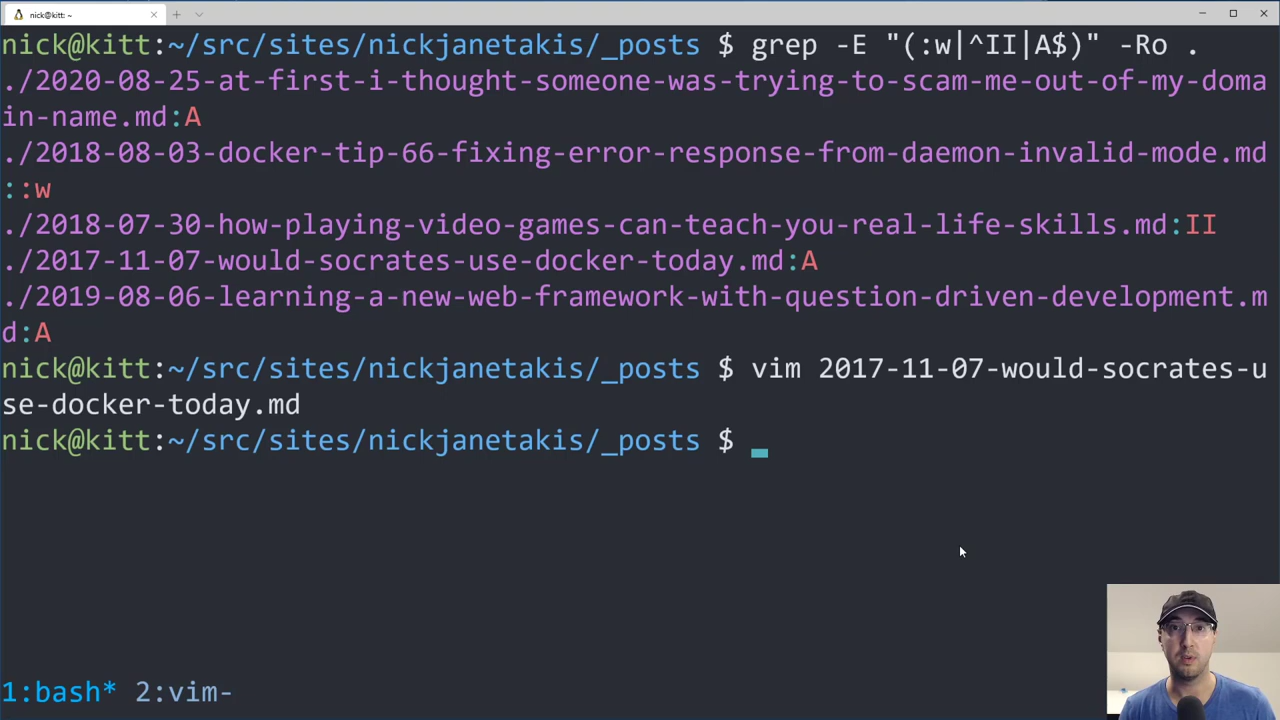 nick@kitt: ~
nick@kitt:~/src/sites/nickjanetakis/_posts $ grep -E "(:w|^II|A$)" -Ro .
./2020-08-25-at-first-i-thought-someone-was-trying-to-scam-me-out-of-my-doma
in-name.md:A
./2018-08-03-docker-tip-66-fixing-error-response-from-daemon-invalid-mode.md
::w
./2018-07-30-how-playing-video-games-can-teach-you-real-life-skills.md:II
./2017-11-07-would-socrates-use-docker-today.md:A
./2019-08-06-learning-a-new-web-framework-with-question-driven-development.m
d:A
nick@kitt:~/src/sites/nickjanetakis/_posts $ vim 2017-11-07-would-socrates-u
se-docker-today.md
nick@kitt:~/src/sites/nickjanetakis/_posts $
1:bash* 2:vim-